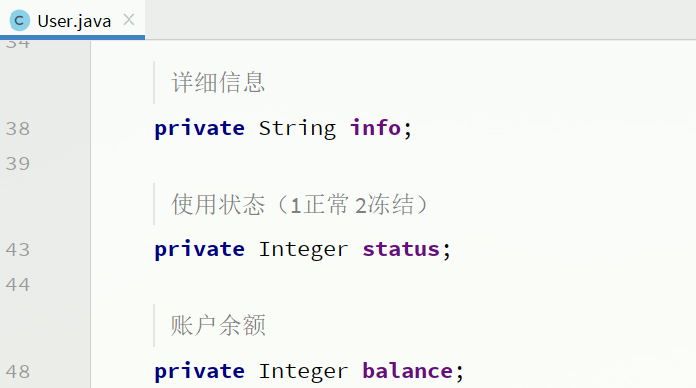 C User.java
34
详细信息
38 private String info;
39
使用状态（1正常 2冻结）
43 private Integer status;
44
账户余额
48 private Integer balance;